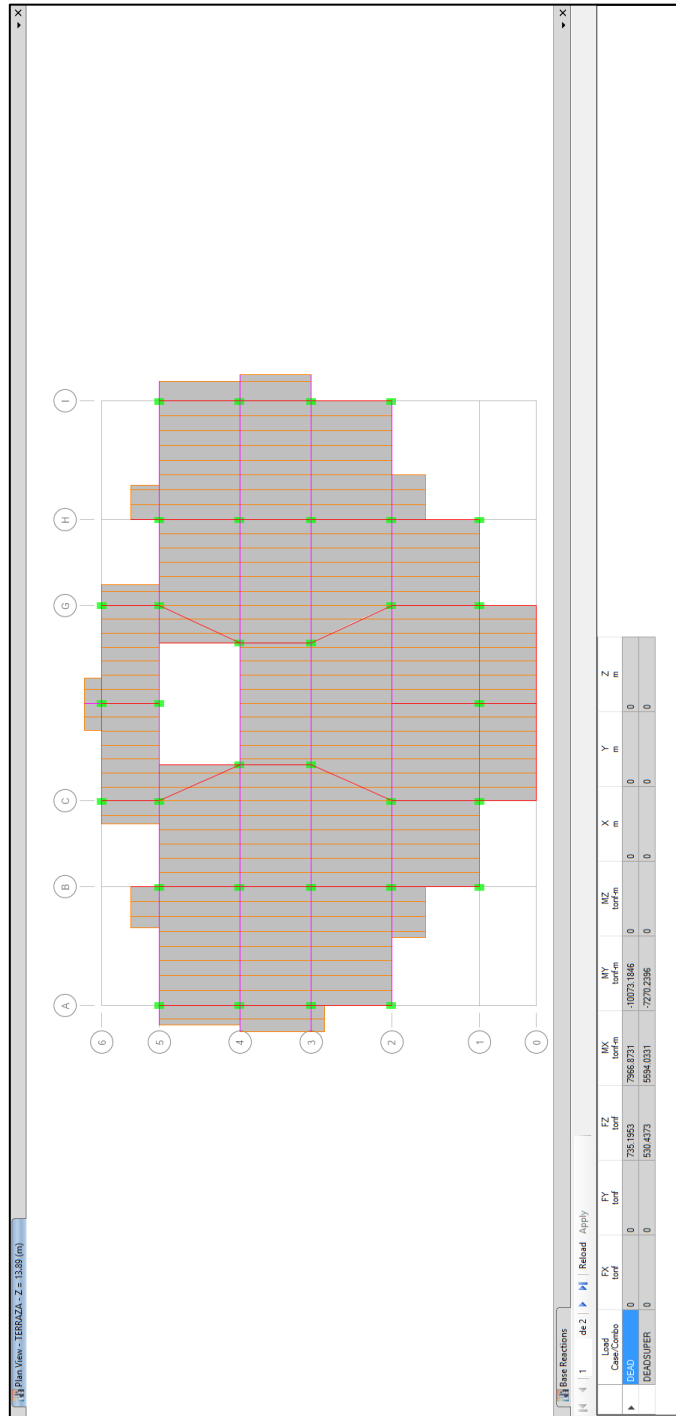 Plan View - TERRAZA - Z = 13.89 (m)
A B C G H I
6
5
4
3
2
1
0
Base Reactions
1 de 2 Reload Apply
Load Case/Combo FX tonf FY tonf FZ tonf MX tonf-m MY tonf-m MZ tonf-m X m Y m Z m
DEAD 0 0 735.1953 7966.8731 -10073.1846 0 0 0 0
DEADSUPER 0 0 530.4373 5594.0331 -7270.2396 0 0 0 0